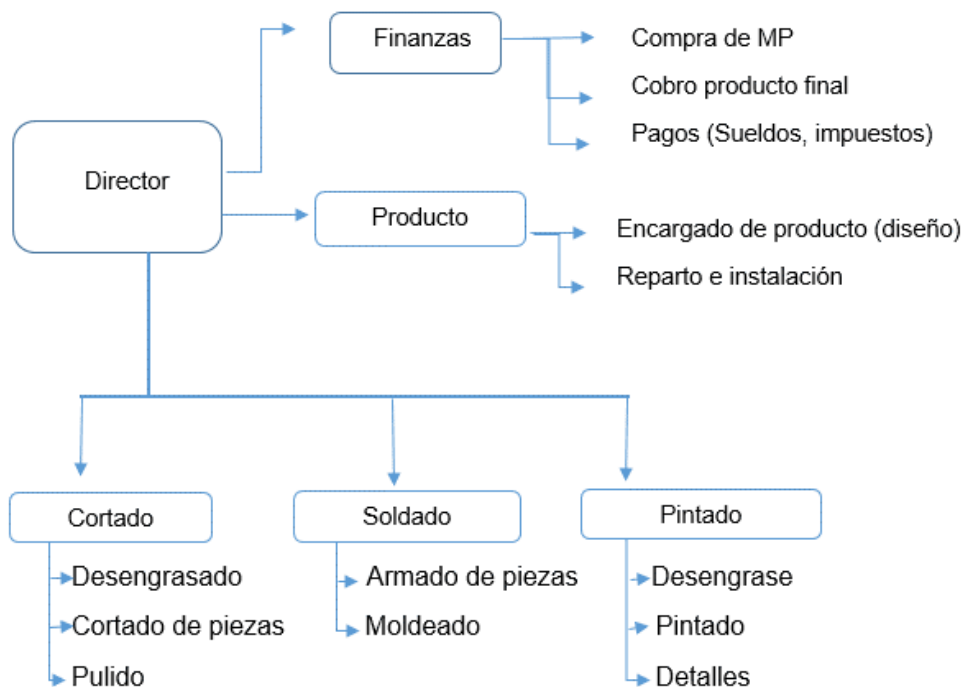 Finanzas
Compra de MP
Cobro producto final
Pagos (Sueldos, impuestos)
Director
Producto
Encargado de producto (diseño)
Reparto e instalación
Cortado
Desengrasado
Cortado de piezas
Pulido
Soldado
Armado de piezas
Moldeado
Pintado
Desengrase
Pintado
Detalles